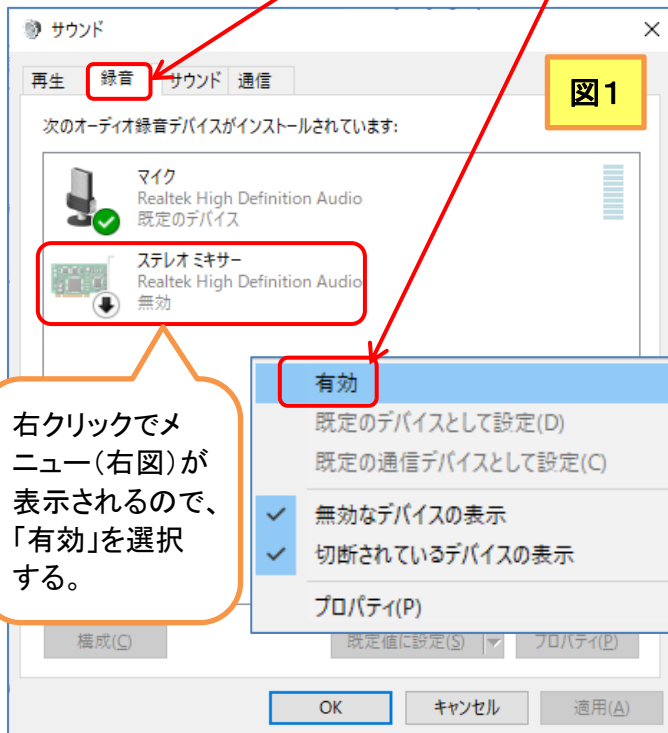 サウンド
再生 録音 サウンド 通信
図1
次のオーディオ録音デバイスがインストールされています:
マイク
Realtek High Definition Audio
既定のデバイス
ステレオ ミキサー
Realtek High Definition Audio
無効
右クリックでメ
ニュー(右図)が
表示されるので、
「有効」を選択
する。
有効
既定のデバイスとして設定(D)
既定の通信デバイスとして設定(C)
無効なデバイスの表示
切断されているデバイスの表示
プロパティ(P)
構成(C) 既定値に設定(S) プロパティ(P)
OK キャンセル 適用(A)